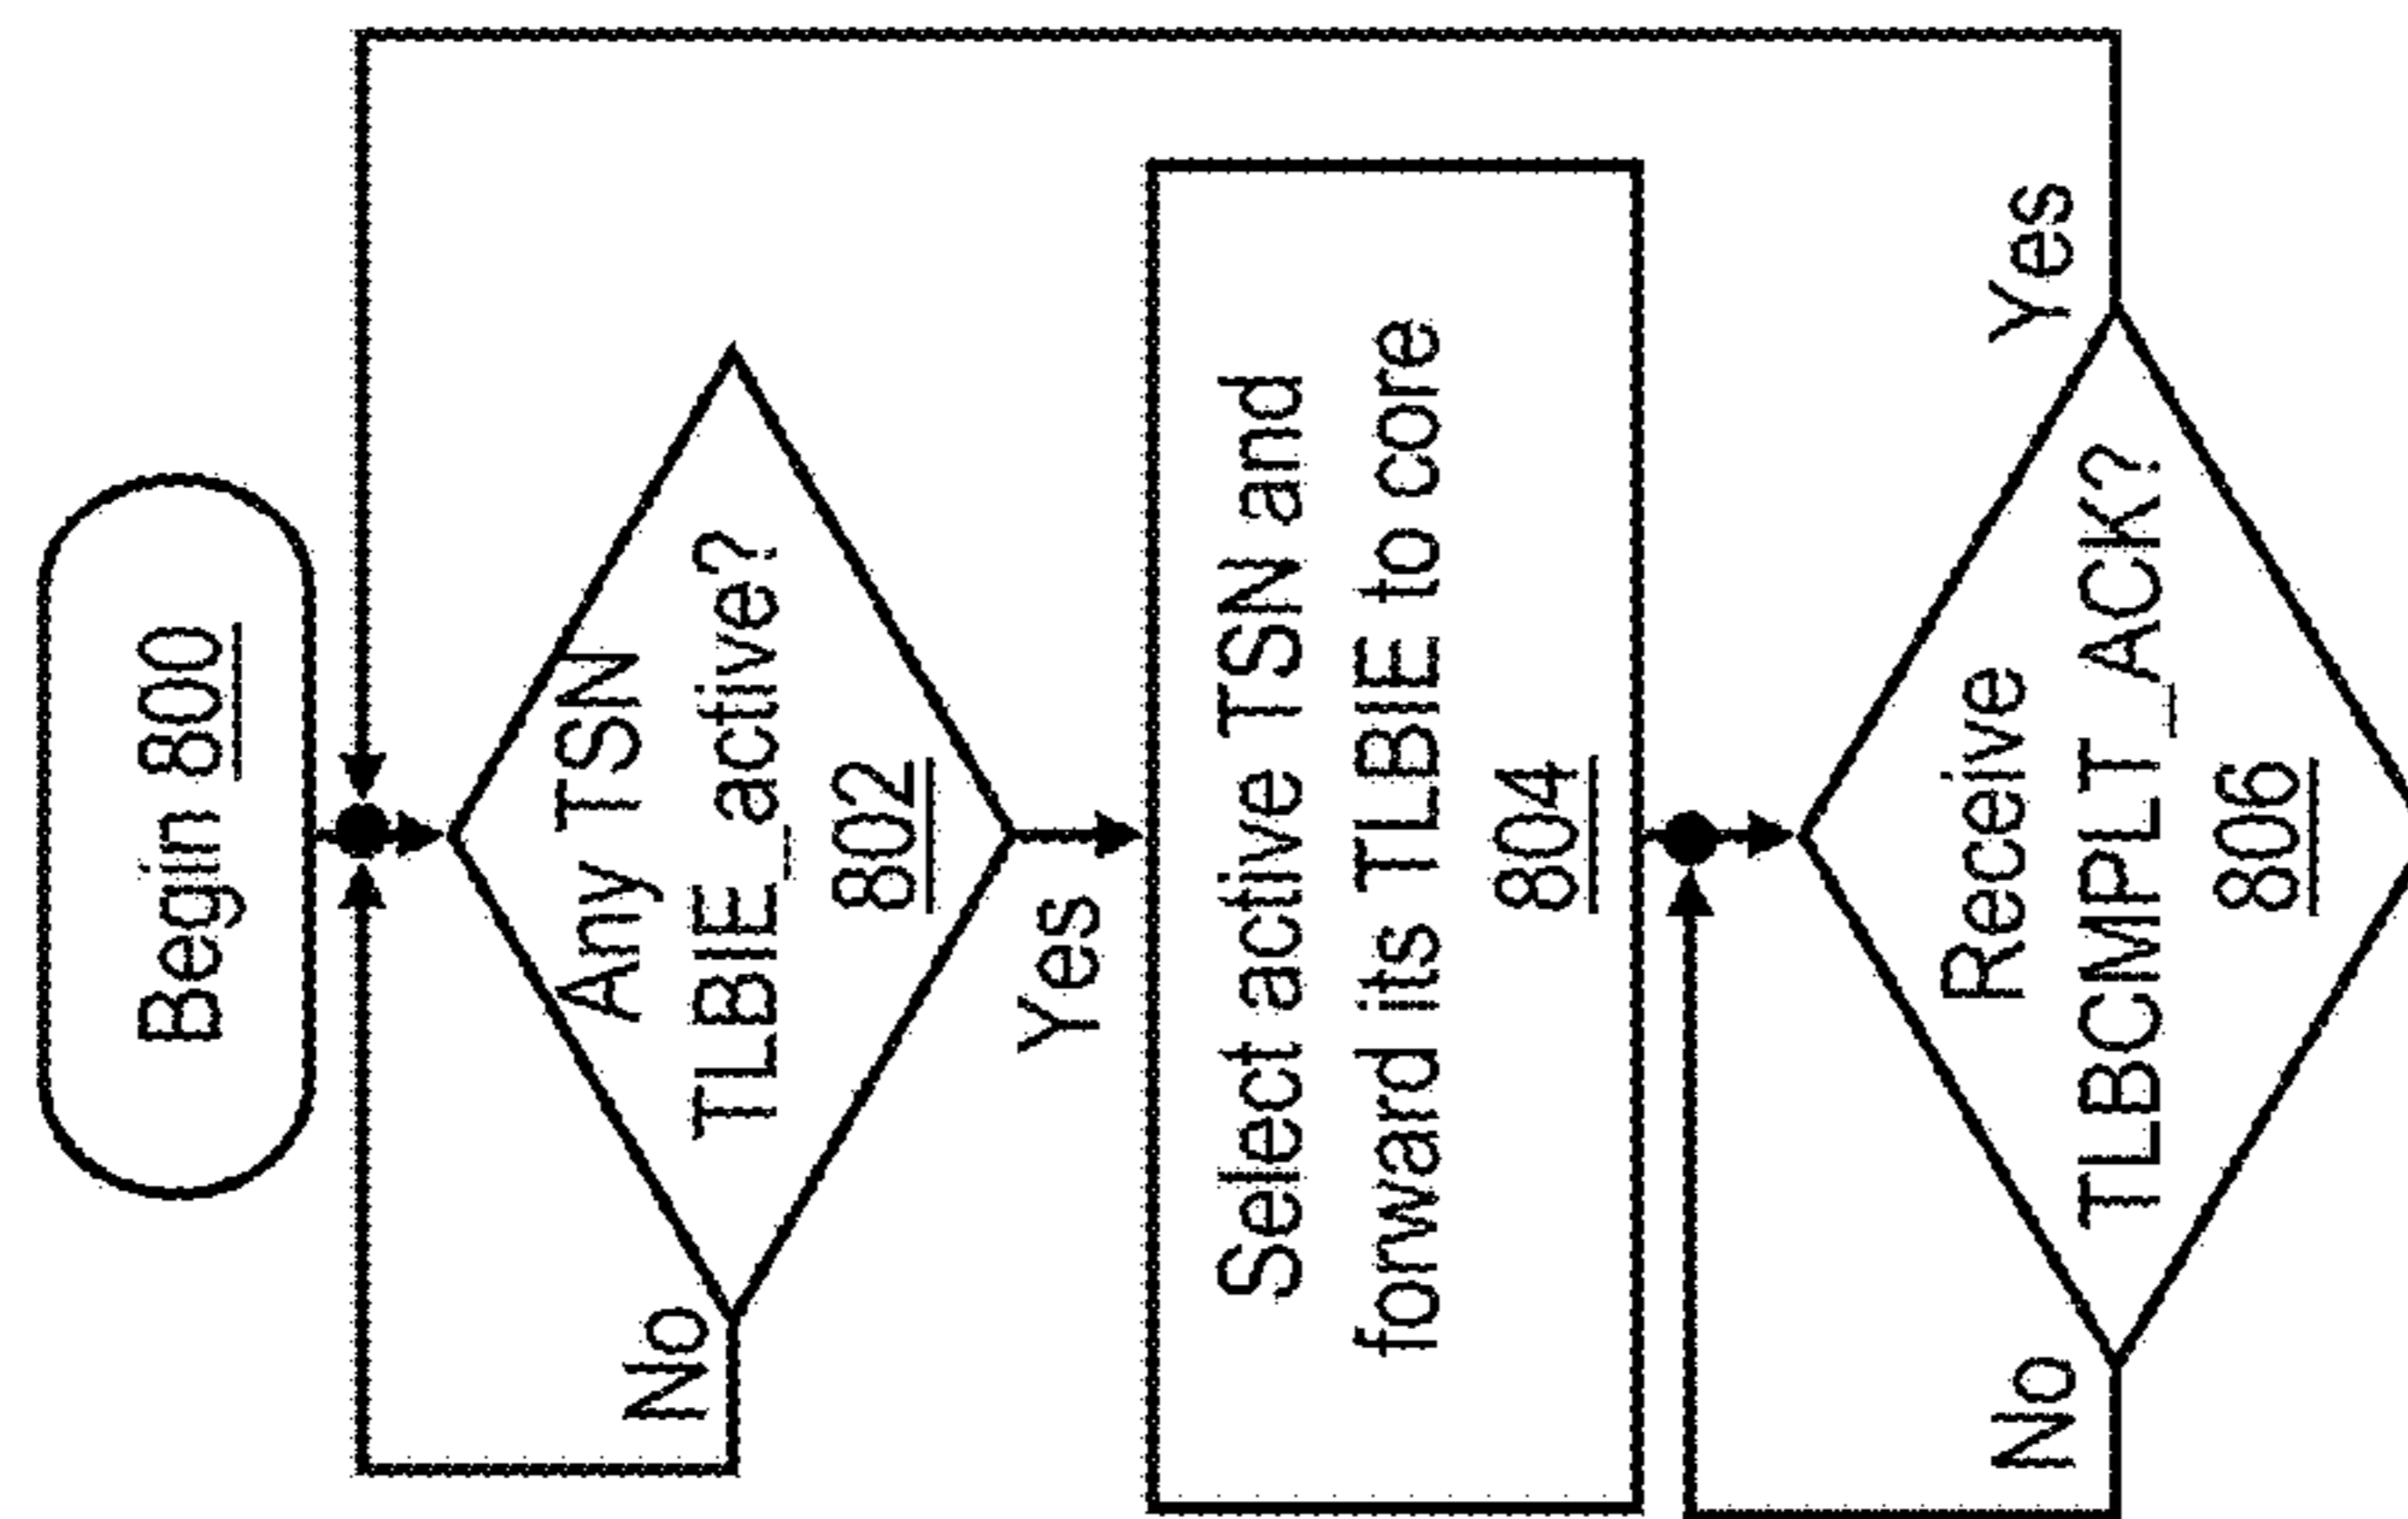 Begin 800
Any TSN
TLBIE_active?
802
No
Yes
Select active TSN and
forward its TLBIE to core
804
Receive
TLBCMPLT_ACK?
806
No
Yes